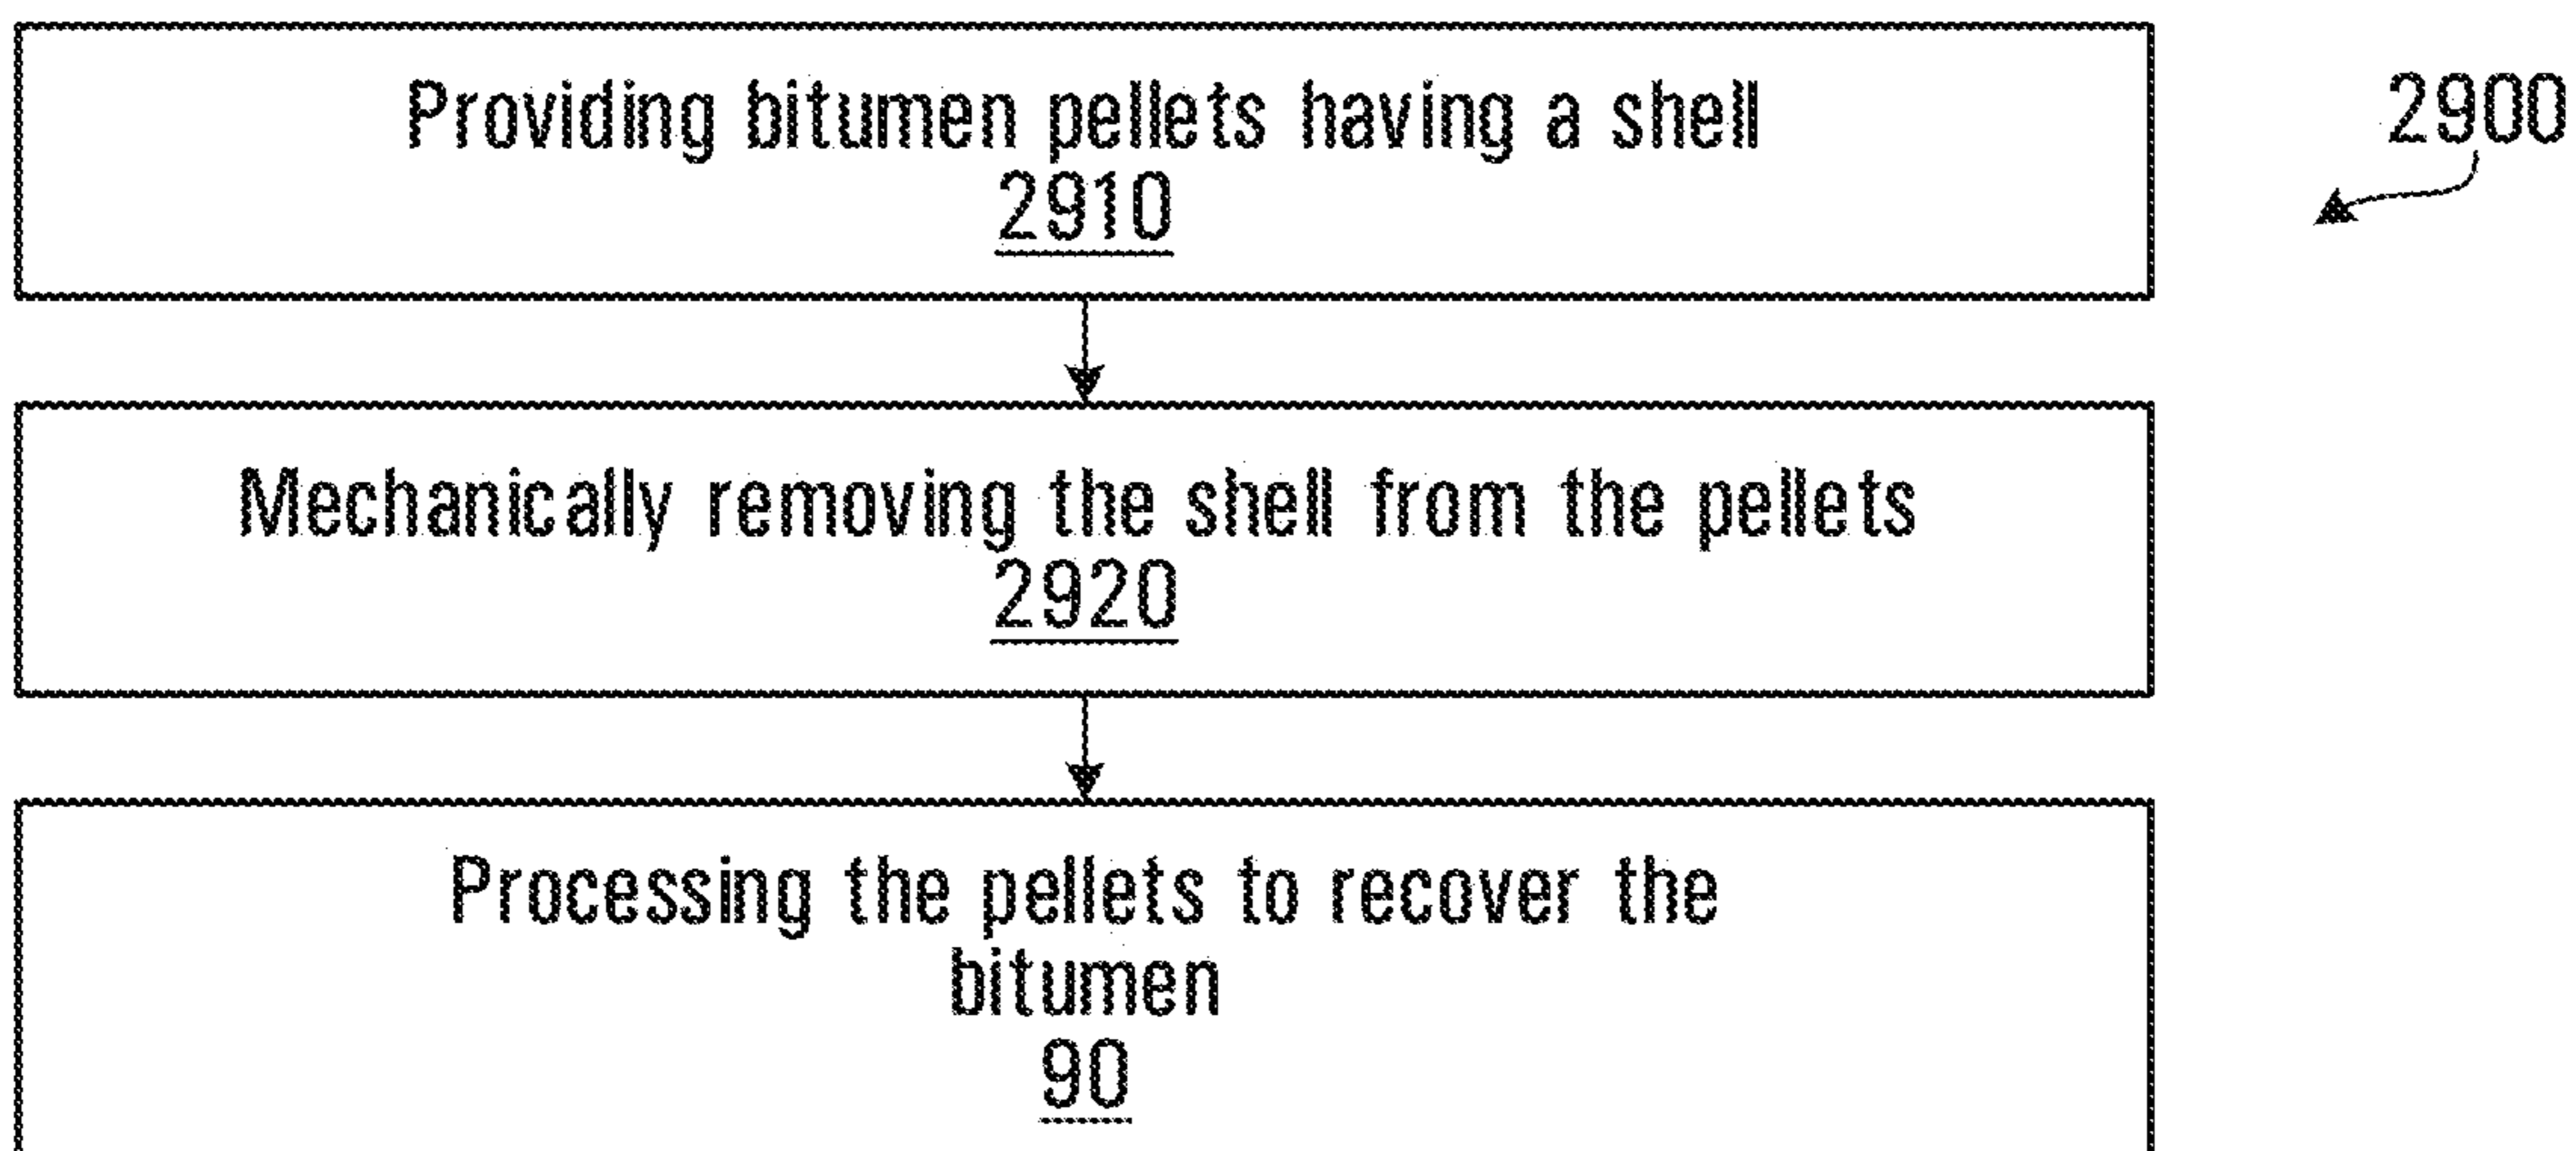 Providing bitumen pellets having a shell
2910
2900
Mechanically removing the shell from the pellets
2920
Processing the pellets to recover the
bitumen
90